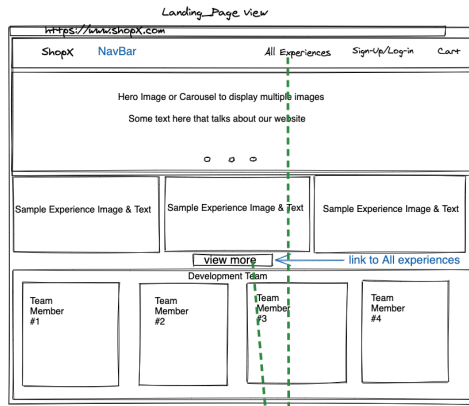 Landing_Page view
https://www.shopX.com
ShopX NavBar All Experiences Sign-Up/Log-in Cart
Hero Image or Carousel to display multiple images
Some text here that talks about our website
Sample Experience Image & Text
Sample Experience Image & Text
Sample Experience Image & Text
view more
link to All experiences
Development Team
Team
Member
#1
Team
Member
#2
Team
Member
#3
Team
Member
#4